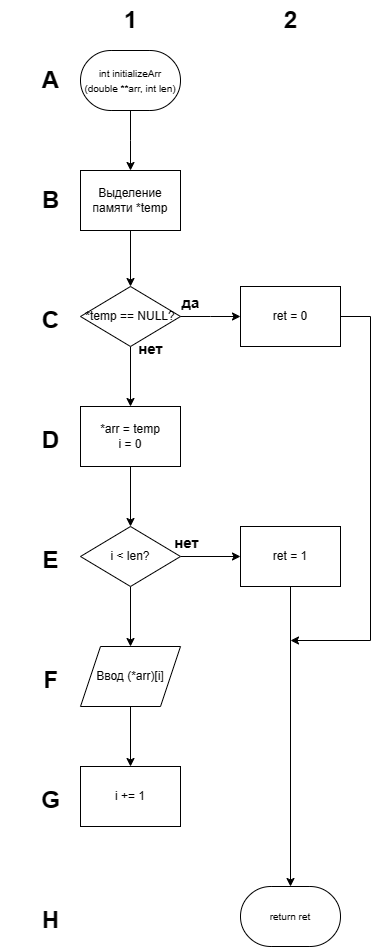 1 2
A
int initializeArr
(double **arr, int len)
B
Выделение
памяти *temp
C
*temp == NULL?
да
ret = 0
нет
D
*arr = temp
i = 0
E
i < len?
нет
ret = 1
F
Ввод (*arr)[i]
G
i += 1
H
return ret